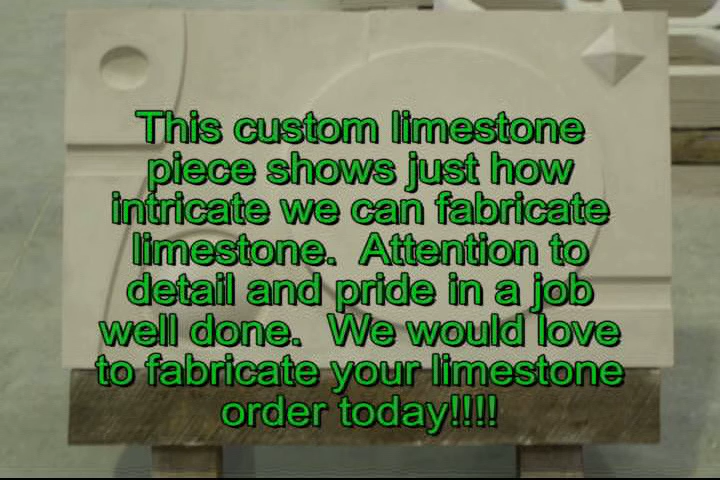 This custom limestone
piece shows just how
intricate we can fabricate
limestone.  Attention to
detail and pride in a job
well done.  We would love
to fabricate your limestone
order today!!!!